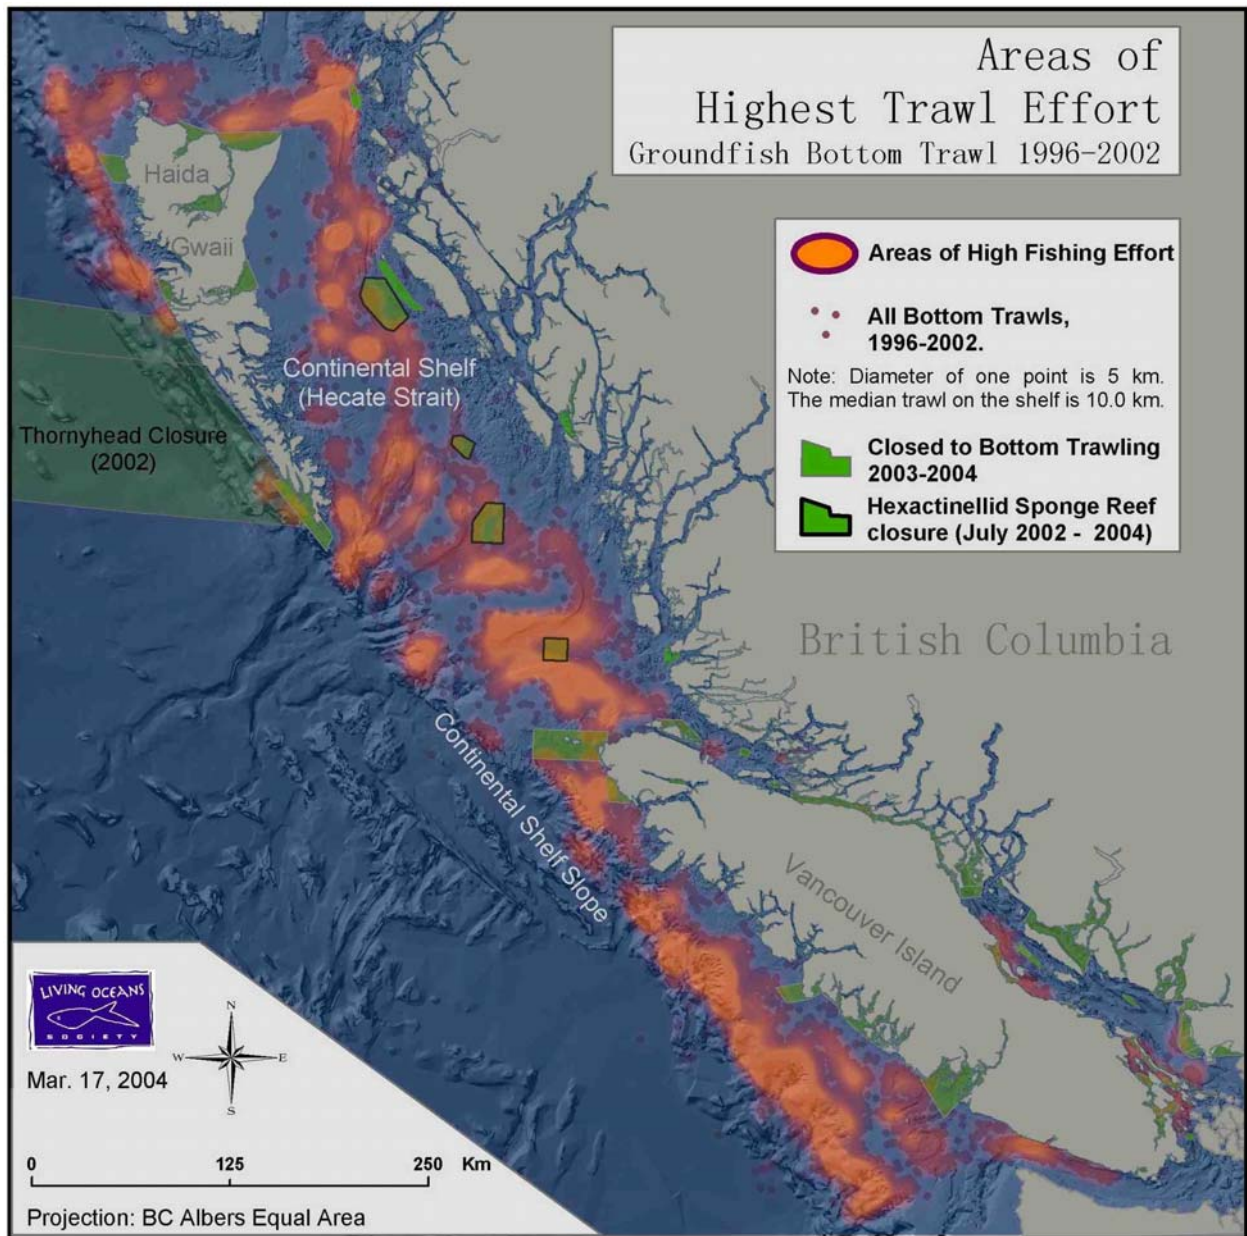 Areas of
Highest Trawl Effort
Groundfish Bottom Trawl 1996-2002
Areas of High Fishing Effort
All Bottom Trawls,
1996-2002.
Note: Diameter of one point is 5 km.
The median trawl on the shelf is 10.0 km.
Closed to Bottom Trawling
2003-2004
Hexactinellid Sponge Reef
closure (July 2002 - 2004)
Haida
Gwaii
Continental Shelf
(Hecate Strait)
Thornyhead Closure
(2002)
British Columbia
Continental Shelf Slope
Vancouver Island
LIVING OCEANS
SOCIETY
N
W
E
S
Mar. 17, 2004
0 125 250 Km
Projection: BC Albers Equal Area